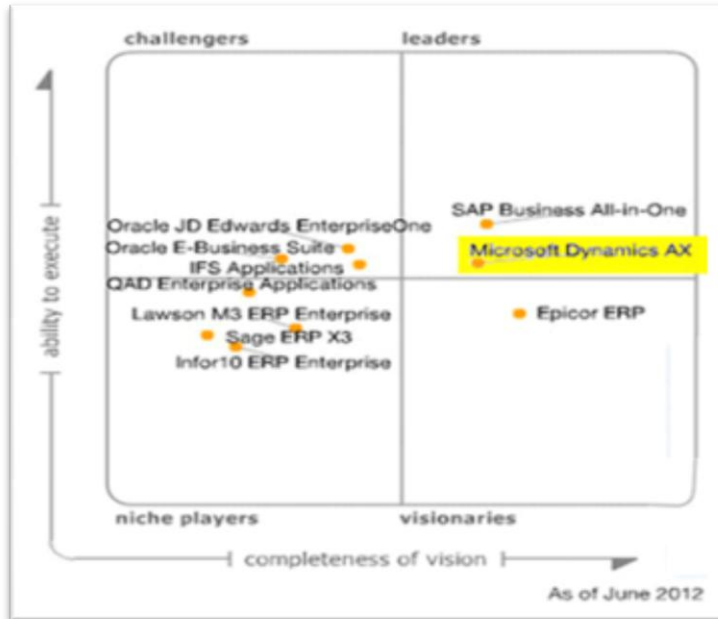 challengers
leaders
SAP Business All-in-One
Oracle JD Edwards EnterpriseOne
Oracle E-Business Suite
Microsoft Dynamics AX
IFS Applications
QAD Enterprise Applications
Lawson M3 ERP Enterprise
Epicor ERP
Sage ERP X3
Infor10 ERP Enterprise
ability to execute
niche players
visionaries
completeness of vision
As of June 2012